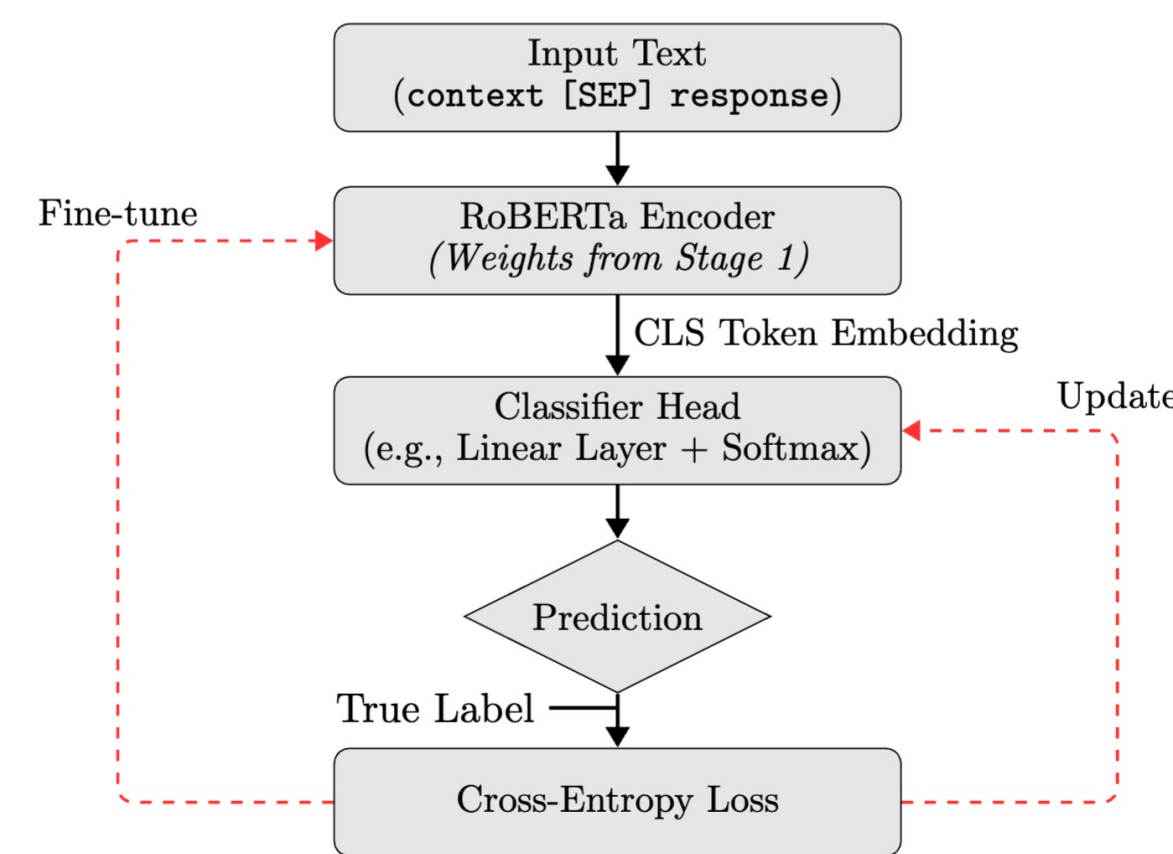 Input Text
(context [SEP] response)
Fine-tune
RoBERTa Encoder
(Weights from Stage 1)
CLS Token Embedding
Update
Classifier Head
(e.g., Linear Layer + Softmax)
Prediction
True Label
Cross-Entropy Loss